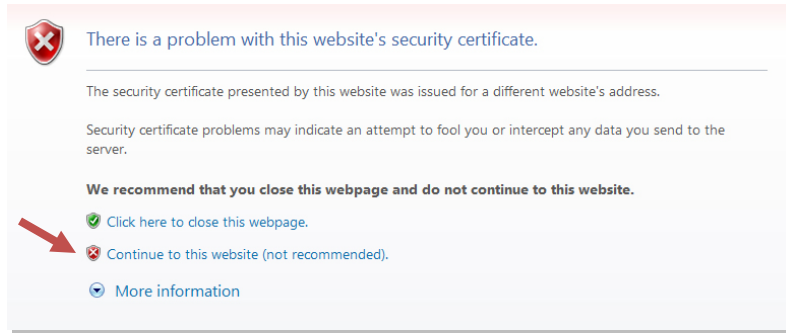 There is a problem with this website's security certificate.
The security certificate presented by this website was issued for a different website's address.
Security certificate problems may indicate an attempt to fool you or intercept any data you send to the
server.
We recommend that you close this webpage and do not continue to this website.
Click here to close this webpage.
Continue to this website (not recommended).
More information